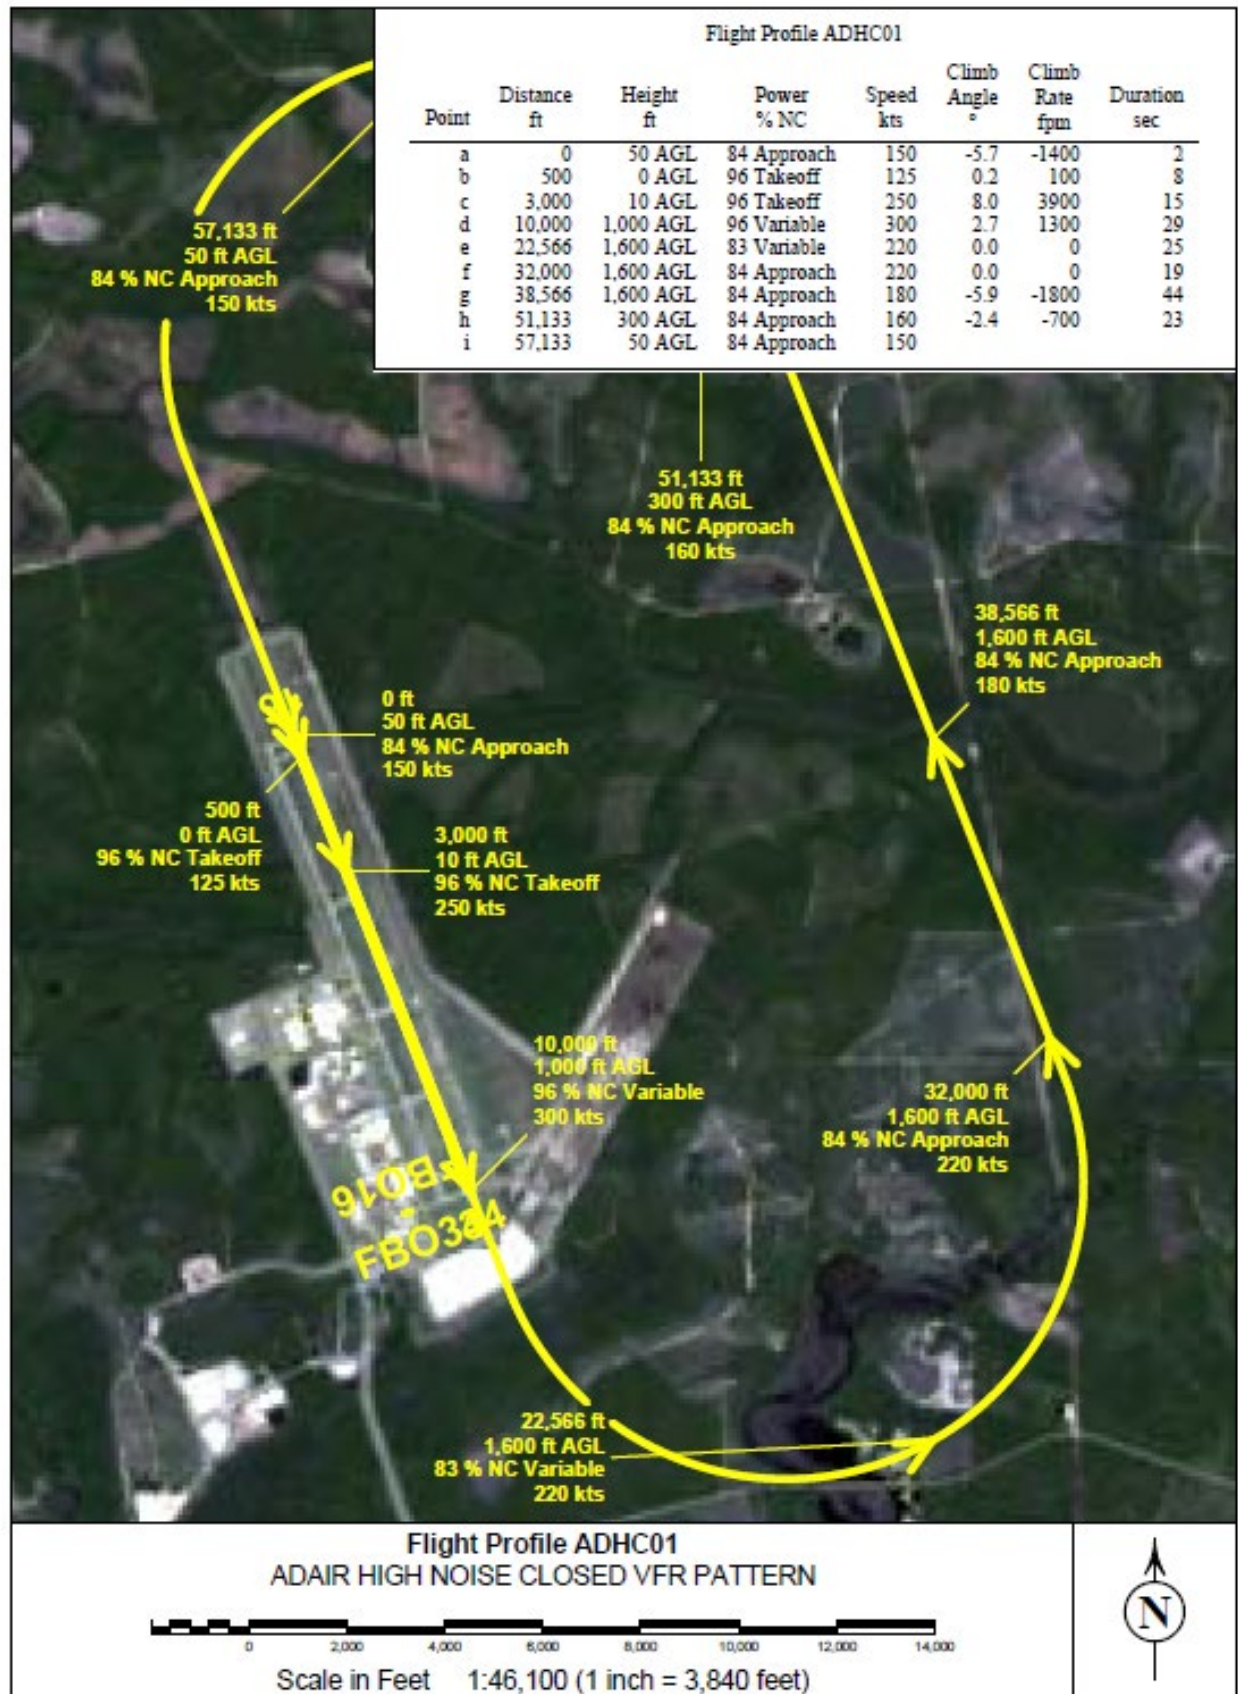 Flight Profile ADHC01
Point Distance ft Height ft Power % NC Speed kts Climb Angle ° Climb Rate fpm Duration sec
a 0 50 AGL 84 Approach 150 -5.7 -1400 2
b 500 0 AGL 96 Takeoff 125 0.2 100 8
c 3,000 10 AGL 96 Takeoff 250 8.0 3900 15
d 10,000 1,000 AGL 96 Variable 300 2.7 1300 29
e 22,566 1,600 AGL 83 Variable 220 0.0 0 25
f 32,000 1,600 AGL 84 Approach 220 0.0 0 19
g 38,566 1,600 AGL 84 Approach 180 -5.9 -1800 44
h 51,133 300 AGL 84 Approach 160 -2.4 -700 23
i 57,133 50 AGL 84 Approach 150
57,133 ft
50 ft AGL
84 % NC Approach
150 kts
51,133 ft
300 ft AGL
84 % NC Approach
160 kts
38,566 ft
1,600 ft AGL
84 % NC Approach
180 kts
0 ft
50 ft AGL
84 % NC Approach
150 kts
500 ft
0 ft AGL
96 % NC Takeoff
125 kts
3,000 ft
10 ft AGL
96 % NC Takeoff
250 kts
10,000 ft
1,000 ft AGL
96 % NC Variable
300 kts
32,000 ft
1,600 ft AGL
84 % NC Approach
220 kts
22,566 ft
1,600 ft AGL
83 % NC Variable
220 kts
Flight Profile ADHC01
ADAIR HIGH NOISE CLOSED VFR PATTERN
0 2,000 4,000 6,000 8,000 10,000 12,000 14,000
Scale in Feet 1:46,100 (1 inch = 3,840 feet)
N